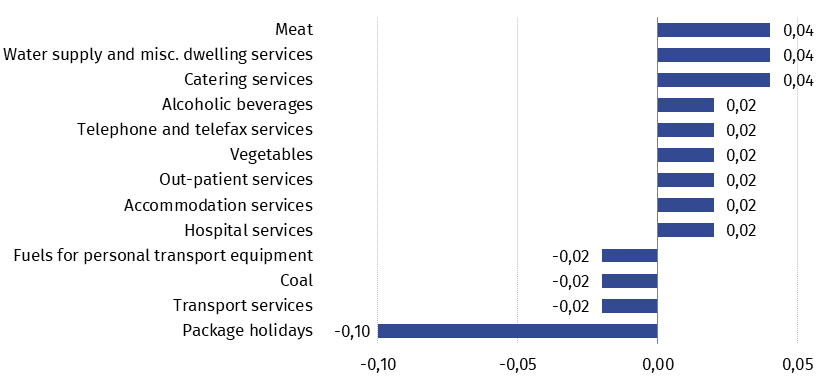 Meat 0,04
Water supply and misc. dwelling services 0,04
Catering services 0,04
Alcoholic beverages 0,02
Telephone and telefax services 0,02
Vegetables 0,02
Out-patient services 0,02
Accommodation services 0,02
Hospital services 0,02
Fuels for personal transport equipment -0,02
Coal -0,02
Transport services -0,02
Package holidays -0,10
-0,10 -0,05 0,00 0,05